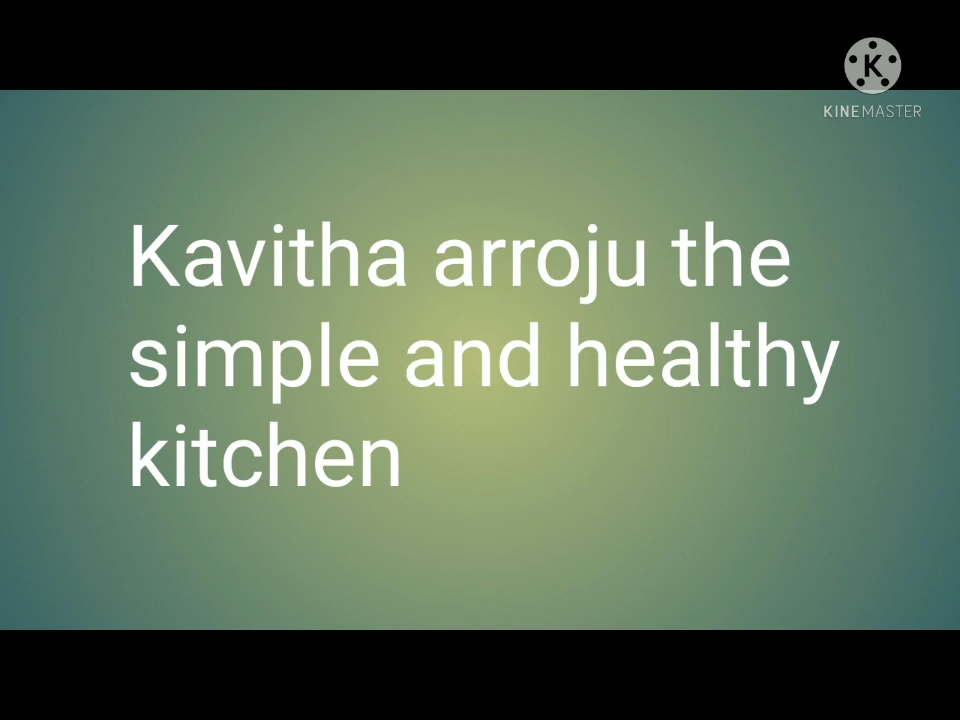 K
KINEMASTER
Kavitha arroju the
simple and healthy
kitchen